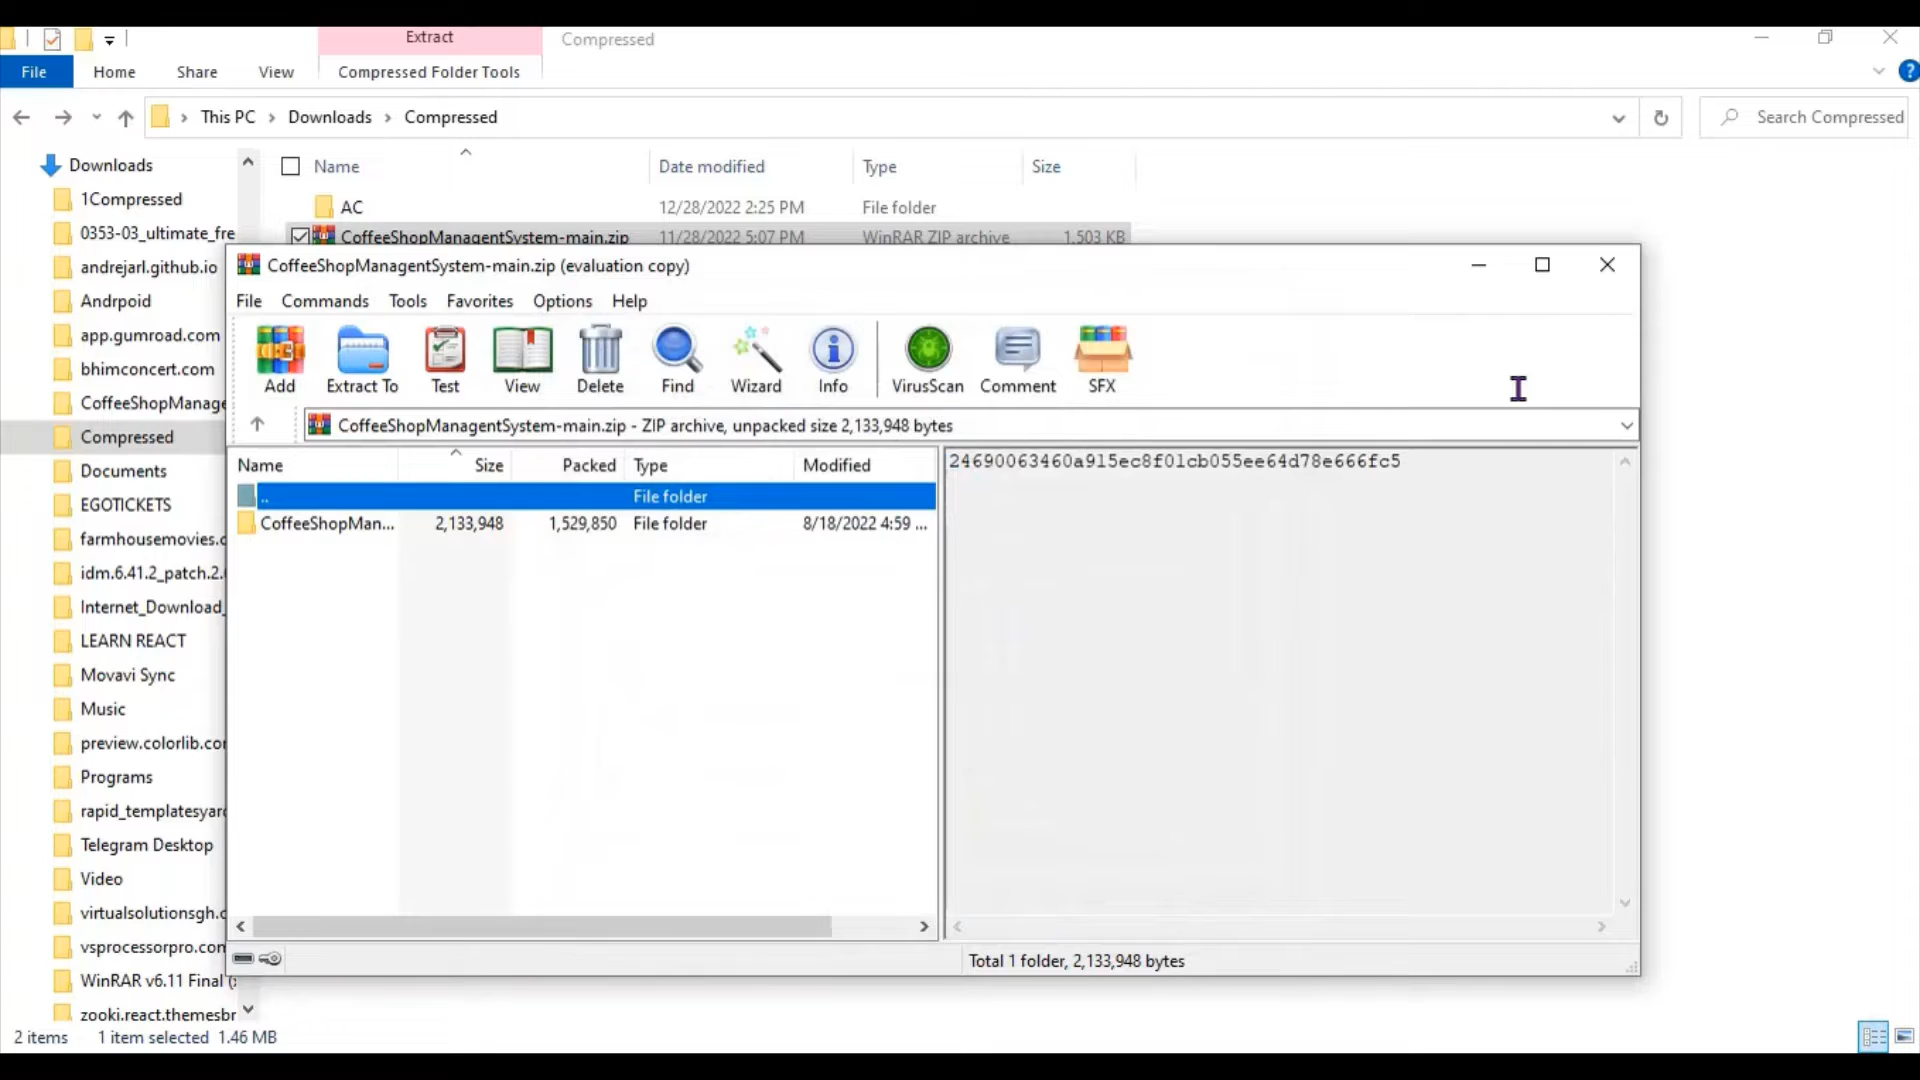 Extract
Compressed
File
Home
Share
View
Compressed Folder Tools
?
This PC
Downloads
Compressed
Search Compressed
Name
Date modified
Type
Size
AC
12/28/2022 2:25 PM
File folder
CoffeeShopManagentSystem-main.zip
11/28/2022 5:07 PM
WinRAR ZIP archive
1,503 KB
Downloads
1Compressed
0353-03_ultimate_fre
andrejarl.github.io
Andrpoid
app.gumroad.com
bhimconcert.com
CoffeeShopManage
Compressed
Documents
EGOTICKETS
farmhousemovies.c
idm.6.41.2_patch.2.
Internet_Download_
LEARN REACT
Movavi Sync
Music
preview.colorlib.co
Programs
rapid_templatesyar
Telegram Desktop
Video
virtualsolutionsgh.c
vsprocessorpro.con
WinRAR v6.11 Final (
zooki.react.themesbr
CoffeeShopManagentSystem-main.zip (evaluation copy)
File
Commands
Tools
Favorites
Options
Help
Add
Extract To
Test
View
Delete
Find
Wizard
Info
VirusScan
Comment
SFX
CoffeeShopManagentSystem-main.zip - ZIP archive, unpacked size 2,133,948 bytes
Name
Size
Packed
Type
Modified
..
File folder
CoffeeShopMan...
2,133,948
1,529,850
File folder
8/18/2022 4:59 ...
24690063460a915ec8f01cb055ee64d78e666fc5
Total 1 folder, 2,133,948 bytes
2 items
1 item selected 1.46 MB